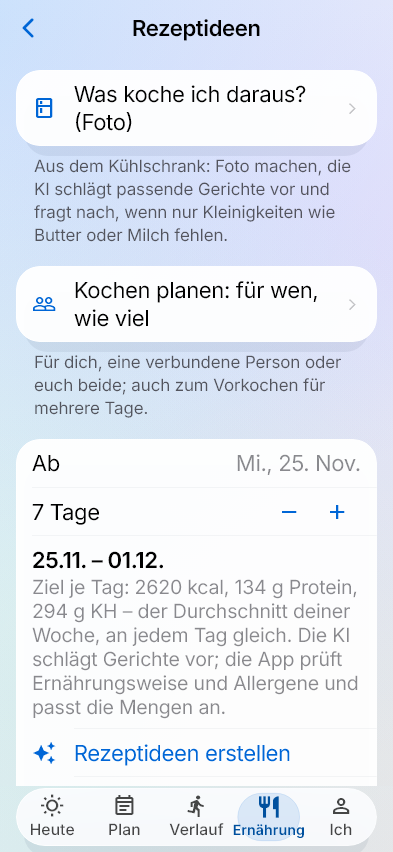 Rezeptideen
Was koche ich daraus?
(Foto)
Aus dem Kühlschrank: Foto machen, die
KI schlägt passende Gerichte vor und
fragt nach, wenn nur Kleinigkeiten wie
Butter oder Milch fehlen.
Kochen planen: für wen,
wie viel
Für dich, eine verbundene Person oder
euch beide; auch zum Vorkochen für
mehrere Tage.
Ab Mi., 25. Nov.
7 Tage − +
25.11. – 01.12.
Ziel je Tag: 2620 kcal, 134 g Protein,
294 g KH – der Durchschnitt deiner
Woche, an jedem Tag gleich. Die KI
schlägt Gerichte vor; die App prüft
Ernährungsweise und Allergene und
passt die Mengen an.
Rezeptideen erstellen
Heute Plan Verlauf Ernährung Ich